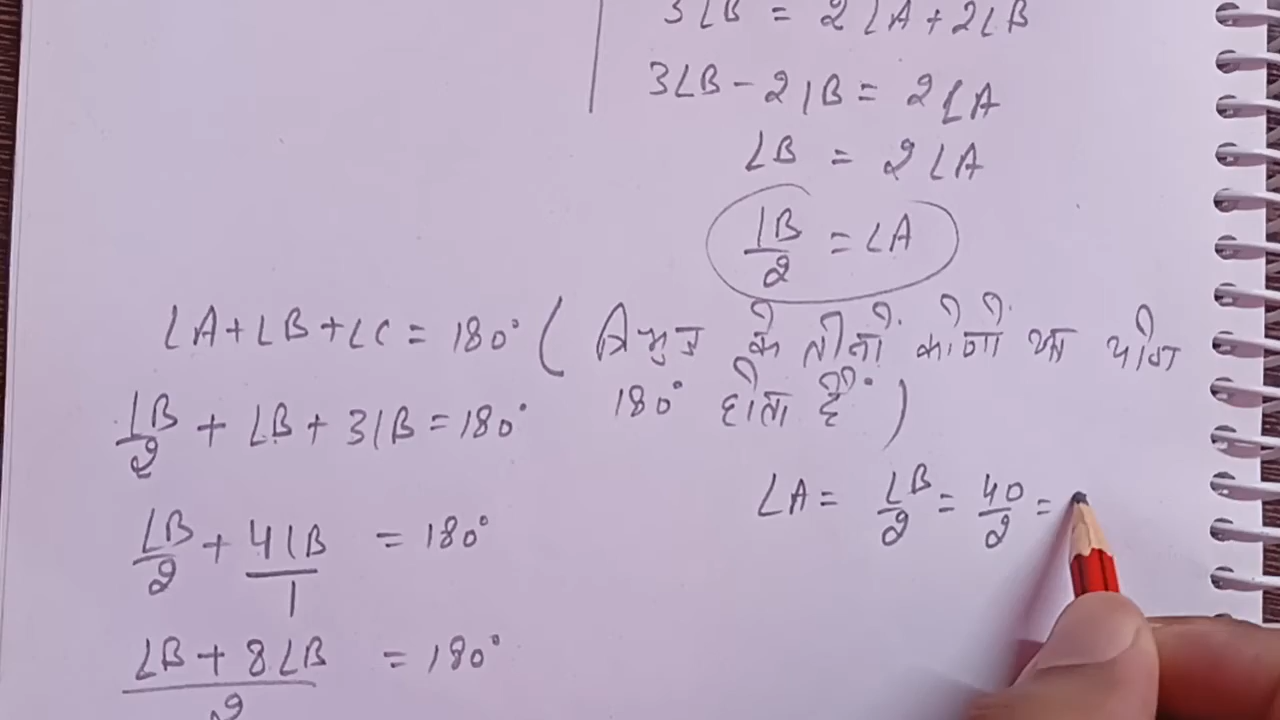 3∠B = 2∠A + 2∠B
3∠B - 2∠B = 2∠A
∠B = 2∠A
∠B/2 = ∠A
∠A + ∠B + ∠C = 180° ( त्रिभुज के तीनों कोणों का योग
180° होता है )
∠B/2 + ∠B + 3∠B = 180°
∠A = ∠B/2 = 40/2 =
∠B/2 + 4∠B/1 = 180°
∠B + 8∠B/2 = 180°